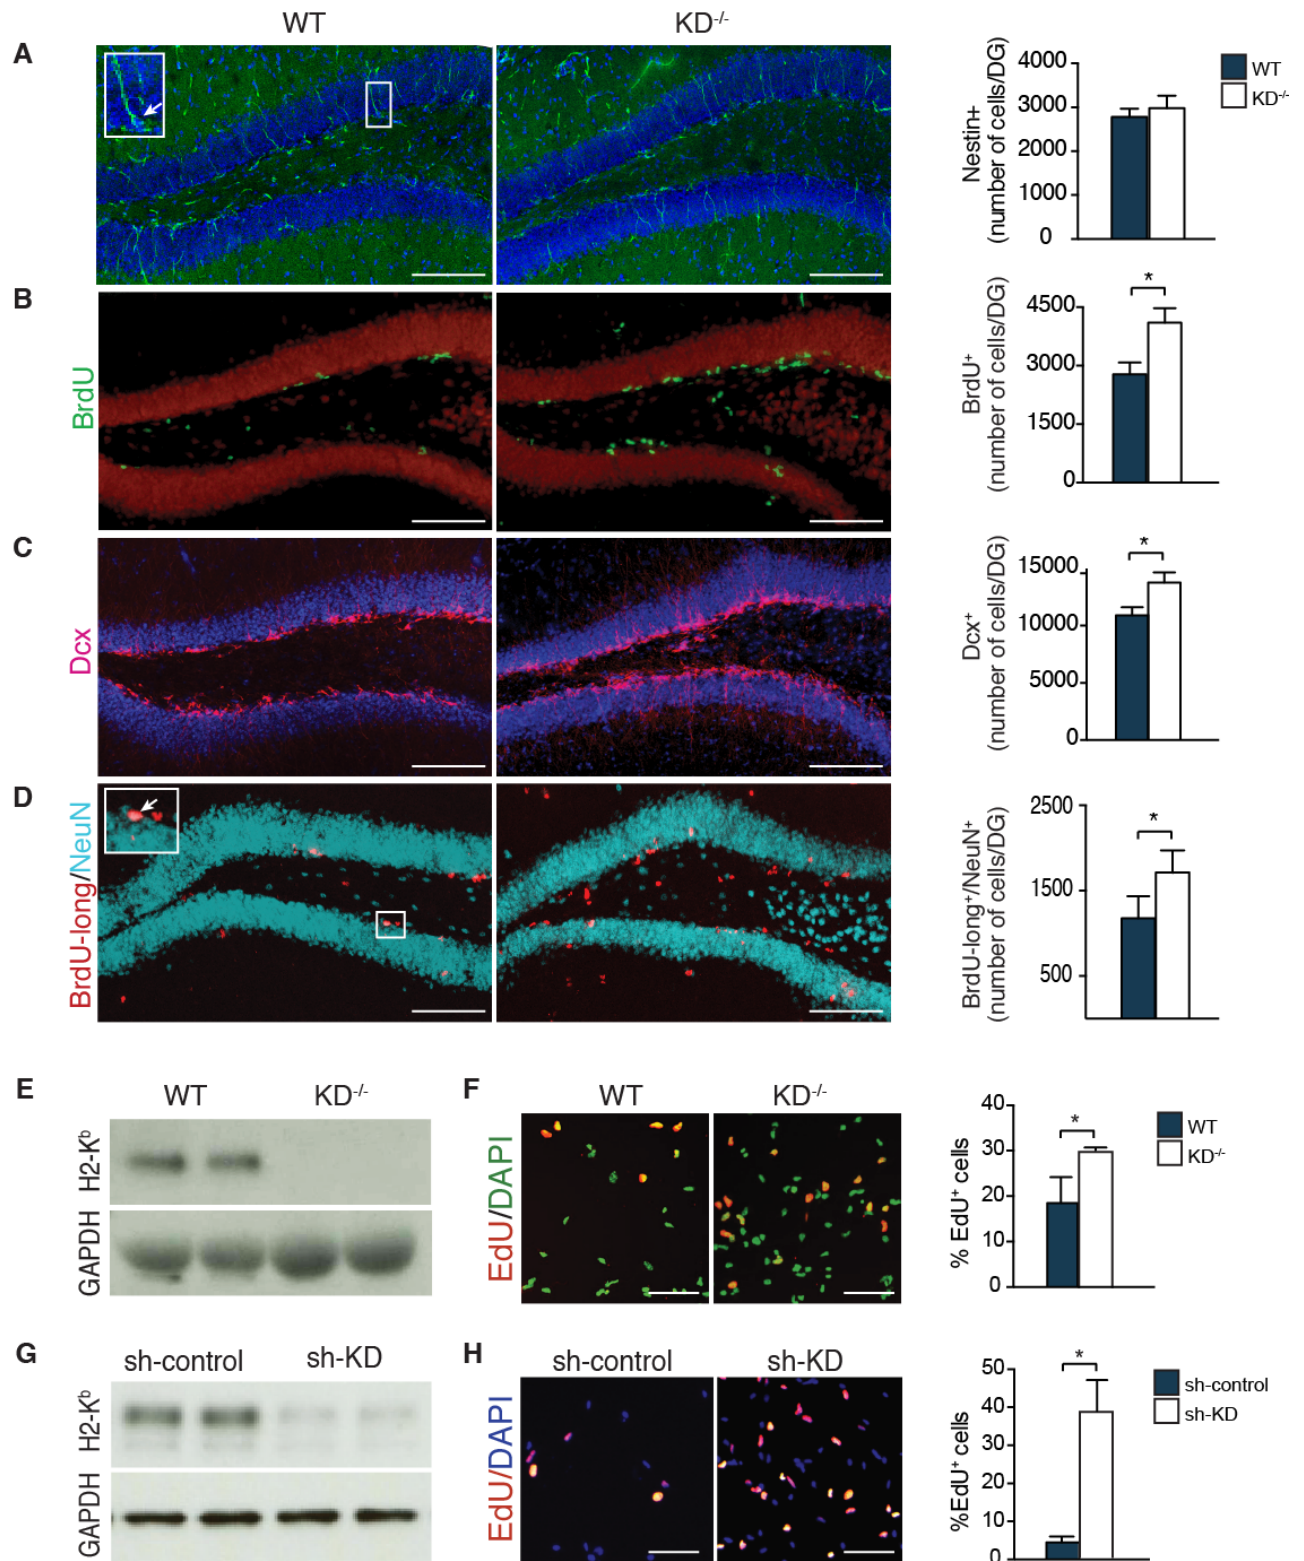 WT KD-/-
A
Nestin+
(number of cells/DG)
4000
3000
2000
1000
0
WT
KD-/-
B
BrdU
BrdU+
(number of cells/DG)
4500
3000
1500
0
*
C
Dcx
Dcx+
(number of cells/DG)
15000
10000
5000
0
*
D
BrdU-long/NeuN
BrdU-long+/NeuN+
(number of cells/DG)
2500
1500
500
*
E
WT KD-/-
H2-Kb
GAPDH
F
WT KD-/-
EdU/DAPI
% EdU+ cells
40
30
20
10
0
*
WT
KD-/-
G
sh-control sh-KD
H2-Kb
GAPDH
H
sh-control sh-KD
EdU/DAPI
%EdU+ cells
50
40
30
20
10
0
*
sh-control
sh-KD